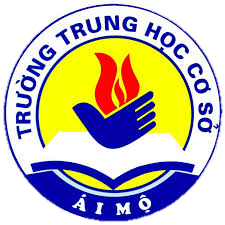 TRƯỜNG TRUNG HỌC CƠ SỞ
ÁI MỘ